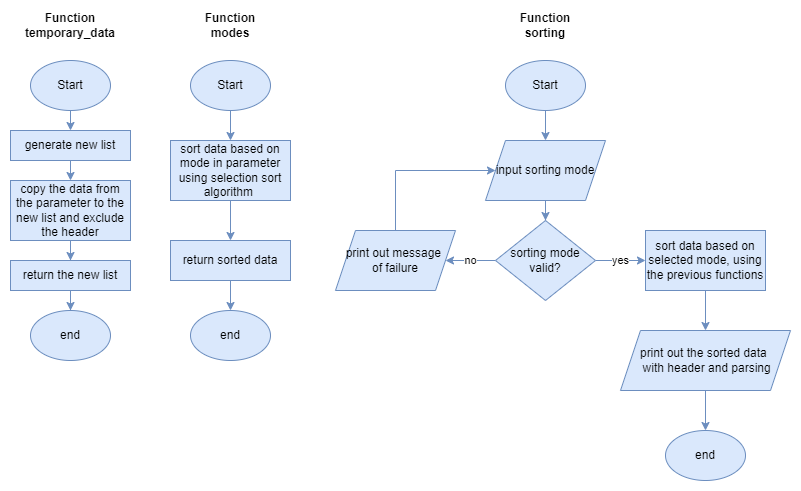 Function
temporary_data
Start
generate new list
copy the data from
the parameter to the
new list and exclude
the header
return the new list
end
Function
modes
Start
sort data based on
mode in parameter
using selection sort
algorithm
return sorted data
end
Function
sorting
Start
input sorting mode
sorting mode
valid?
no
print out message
of failure
yes
sort data based on
selected mode, using
the previous functions
print out the sorted data
with header and parsing
end